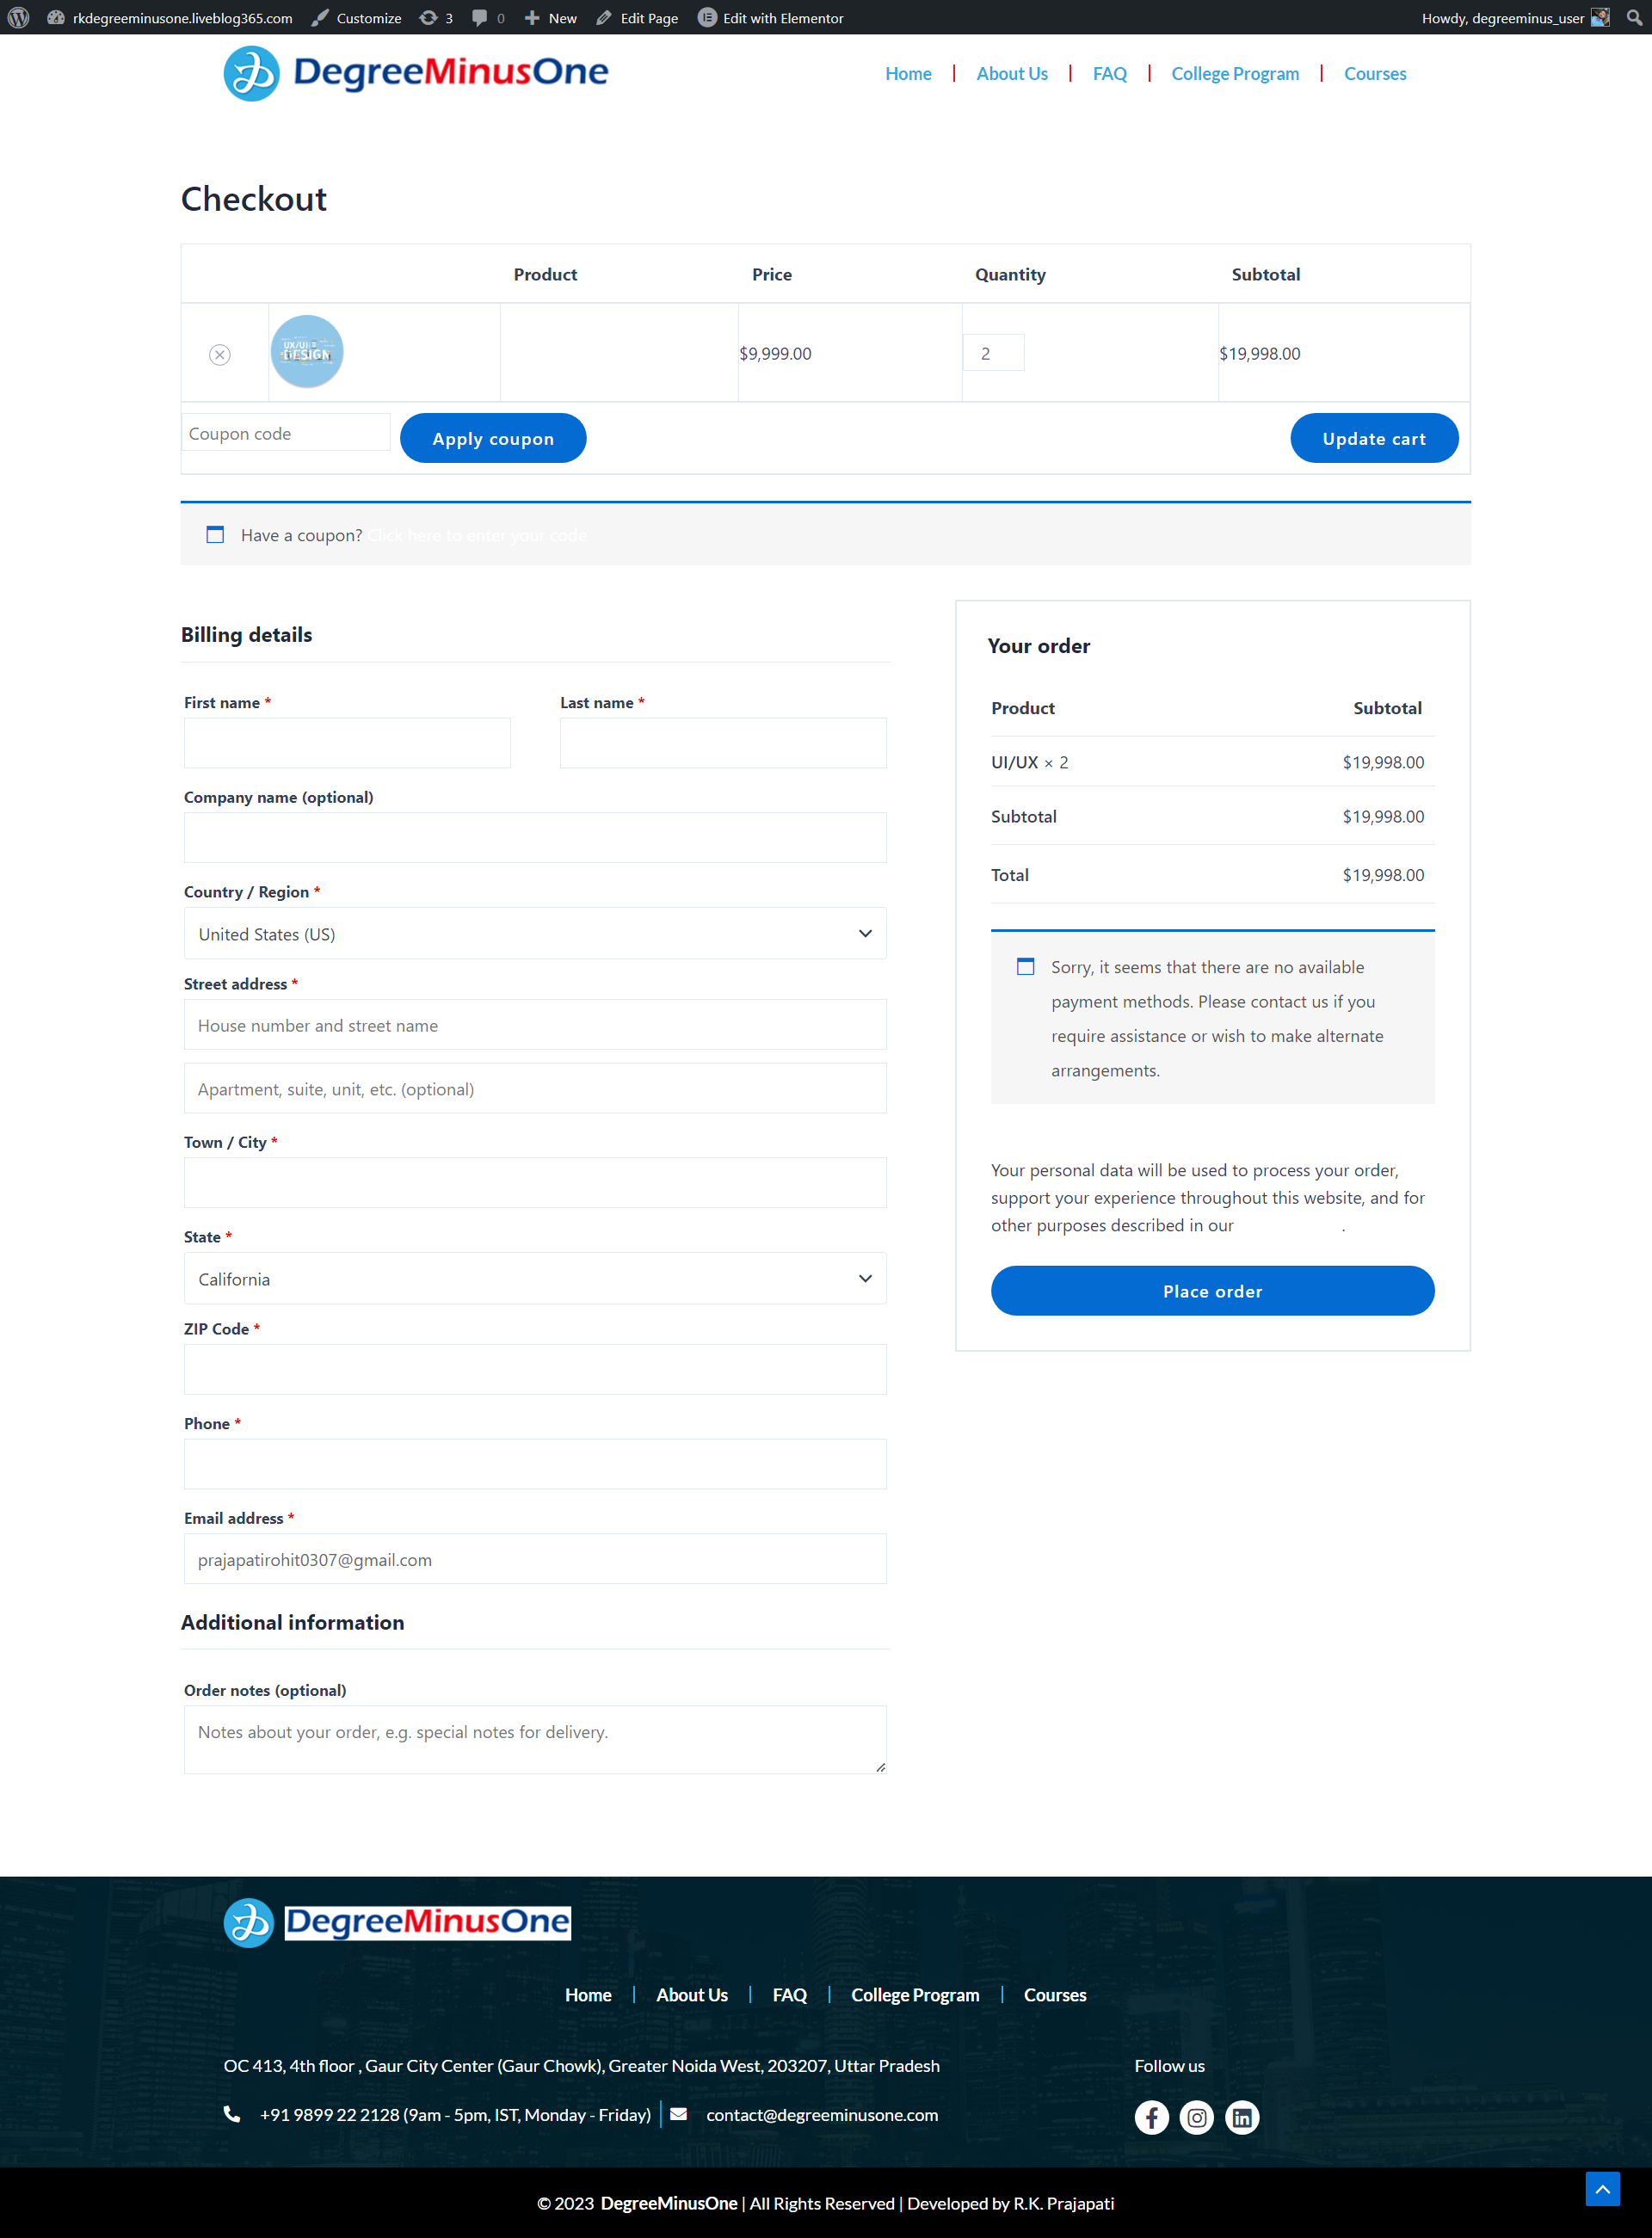 rkdegreeminusone.liveblog365.com Customize 3 0 New Edit Page Edit with Elementor Howdy, degreeminus_user
DegreeMinusOne
Home | About Us | FAQ | College Program | Courses
Checkout
Product Price Quantity Subtotal
UX/UI DESIGN $9,999.00 2 $19,998.00
Coupon code Apply coupon Update cart
Have a coupon? Click here to enter your code
Billing details
First name * Last name *
Company name (optional)
Country / Region *
United States (US)
Street address *
House number and street name
Apartment, suite, unit, etc. (optional)
Town / City *
State *
California
ZIP Code *
Phone *
Email address *
prajapatirohit0307@gmail.com
Additional information
Order notes (optional)
Notes about your order, e.g. special notes for delivery.
Your order
Product Subtotal
UI/UX × 2 $19,998.00
Subtotal $19,998.00
Total $19,998.00
Sorry, it seems that there are no available
payment methods. Please contact us if you
require assistance or wish to make alternate
arrangements.
Your personal data will be used to process your order,
support your experience throughout this website, and for
other purposes described in our .
Place order
DegreeMinusOne
Home | About Us | FAQ | College Program | Courses
OC 413, 4th floor , Gaur City Center (Gaur Chowk), Greater Noida West, 203207, Uttar Pradesh
+91 9899 22 2128 (9am - 5pm, IST, Monday - Friday) | contact@degreeminusone.com
Follow us
© 2023 DegreeMinusOne | All Rights Reserved | Developed by R.K. Prajapati